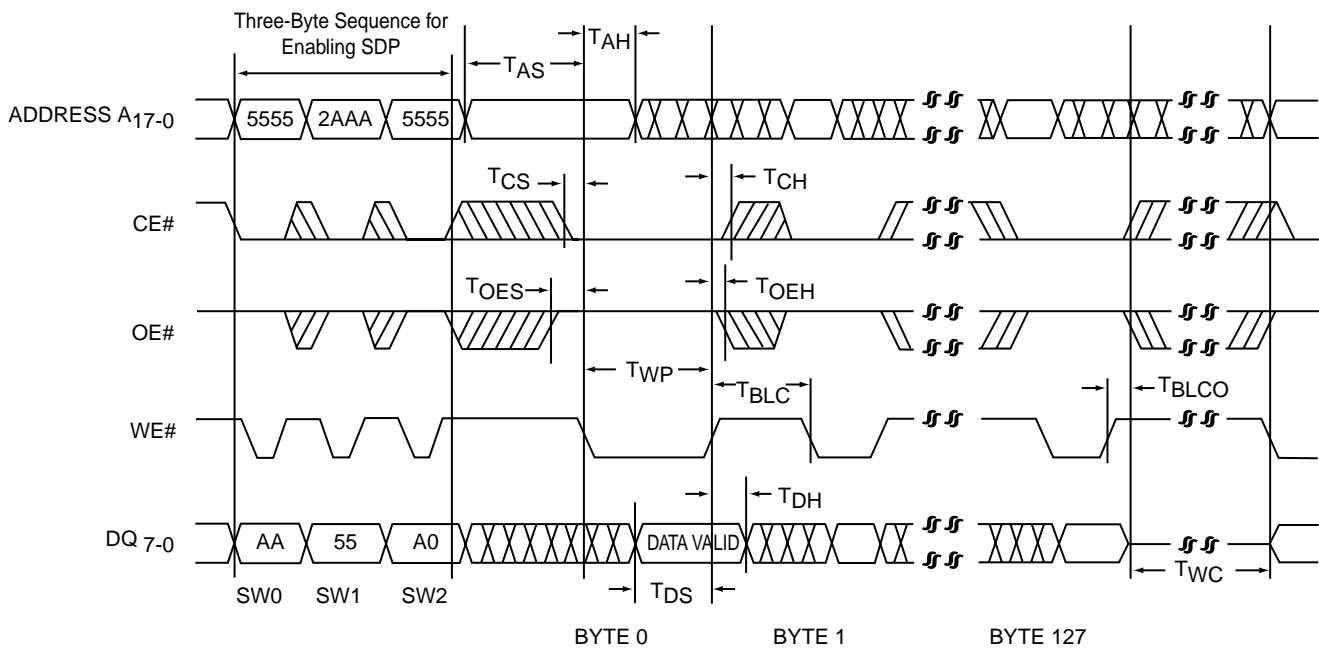 Three-Byte Sequence for
Enabling SDP
TAH
TAS
ADDRESS A17-0
5555 2AAA 5555
TCS
TCH
CE#
TOES
TOEH
OE#
TWP
TBLC
TBLCO
WE#
TDH
DQ 7-0
AA 55 A0 DATA VALID
SW0 SW1 SW2
TDS
TWC
BYTE 0 BYTE 1 BYTE 127